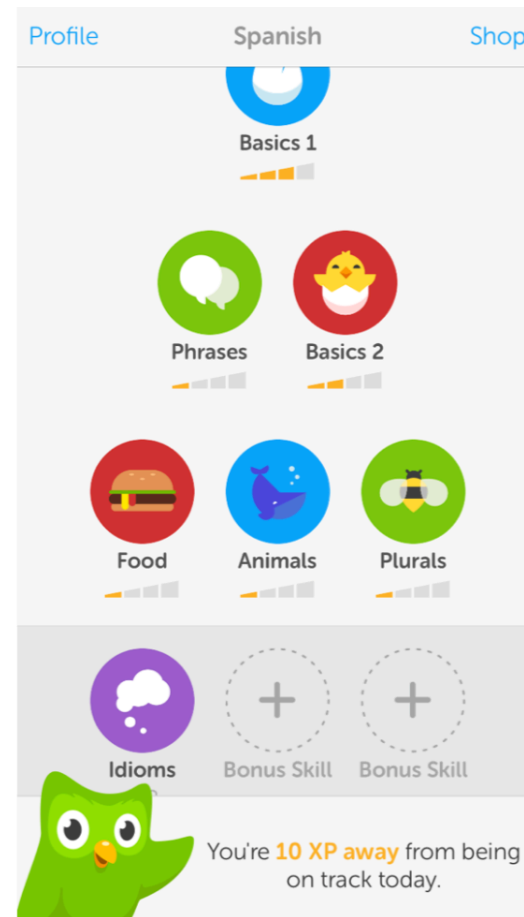 Profile Spanish Shop
Basics 1
Phrases Basics 2
Food Animals Plurals
Idioms Bonus Skill Bonus Skill
You're 10 XP away from being
on track today.